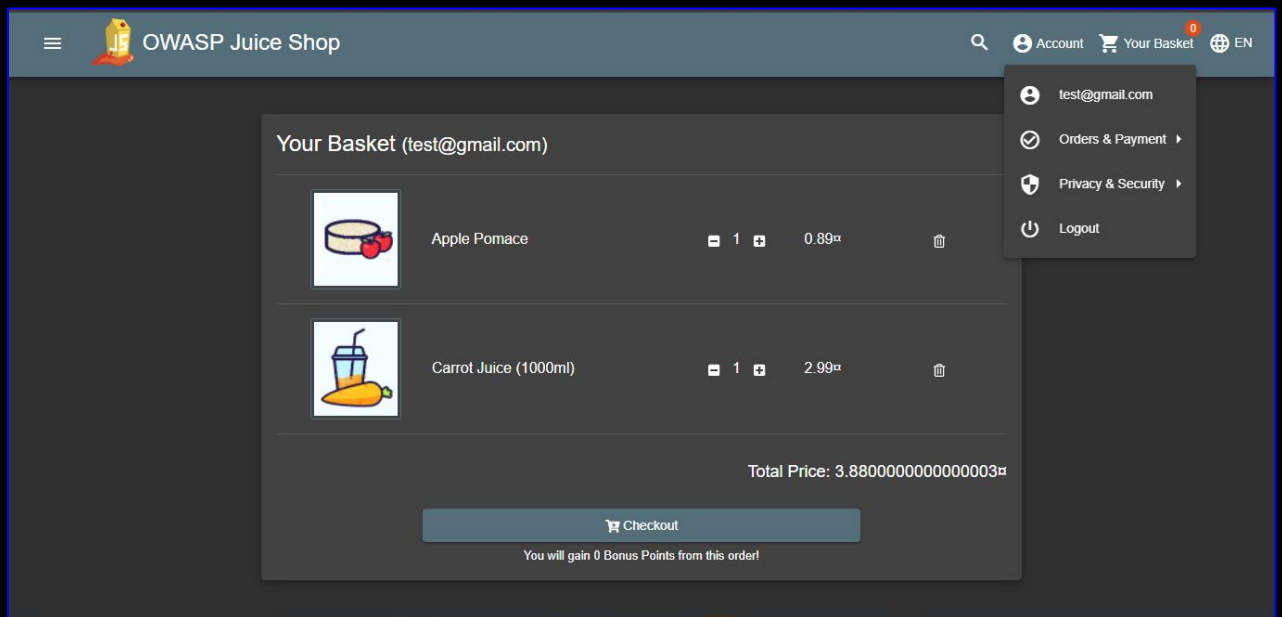 JS OWASP Juice Shop Account Your Basket 0 EN
test@gmail.com
Orders & Payment
Privacy & Security
Logout
Your Basket (test@gmail.com)
Apple Pomace 1 0.89¤
Carrot Juice (1000ml) 1 2.99¤
Total Price: 3.8800000000000003¤
Checkout
You will gain 0 Bonus Points from this order!